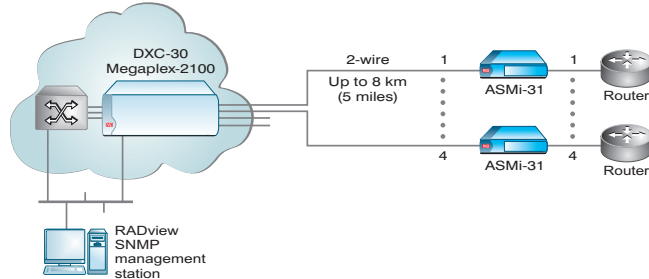 DXC-30
Megaplex-2100
2-wire
Up to 8 km
(5 miles)
1
ASMi-31
1
Router
4
ASMi-31
4
Router
RADview
SNMP
management
station